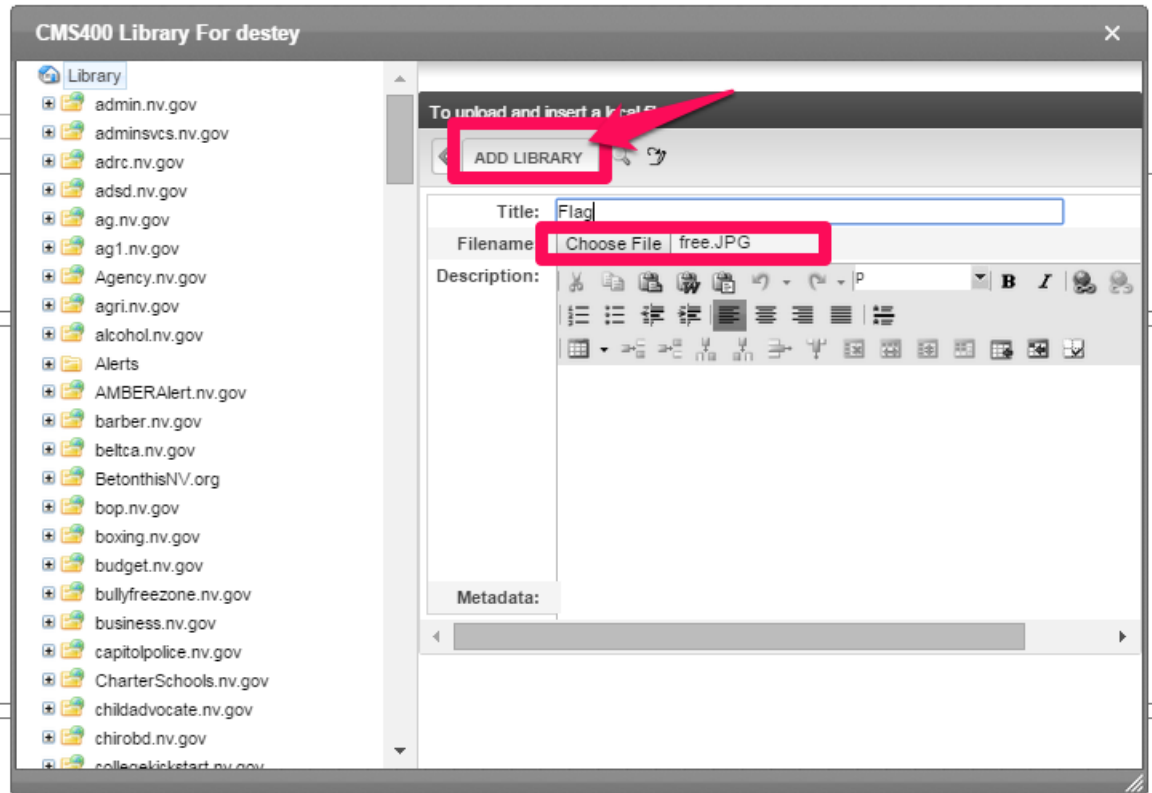 CMS400 Library For destey
Library
admin.nv.gov
adminsvcs.nv.gov
adrc.nv.gov
adsd.nv.gov
ag.nv.gov
ag1.nv.gov
Agency.nv.gov
agri.nv.gov
alcohol.nv.gov
Alerts
AMBERAlert.nv.gov
barber.nv.gov
beltca.nv.gov
BetonthisNV.org
bop.nv.gov
boxing.nv.gov
budget.nv.gov
bullyfreezone.nv.gov
business.nv.gov
capitolpolice.nv.gov
CharterSchools.nv.gov
childadvocate.nv.gov
chirobd.nv.gov
collegekickstart.nv.gov
To upload and insert a local
ADD LIBRARY
Title: Flag
Filename Choose File free.JPG
Description:
P B I
Metadata: